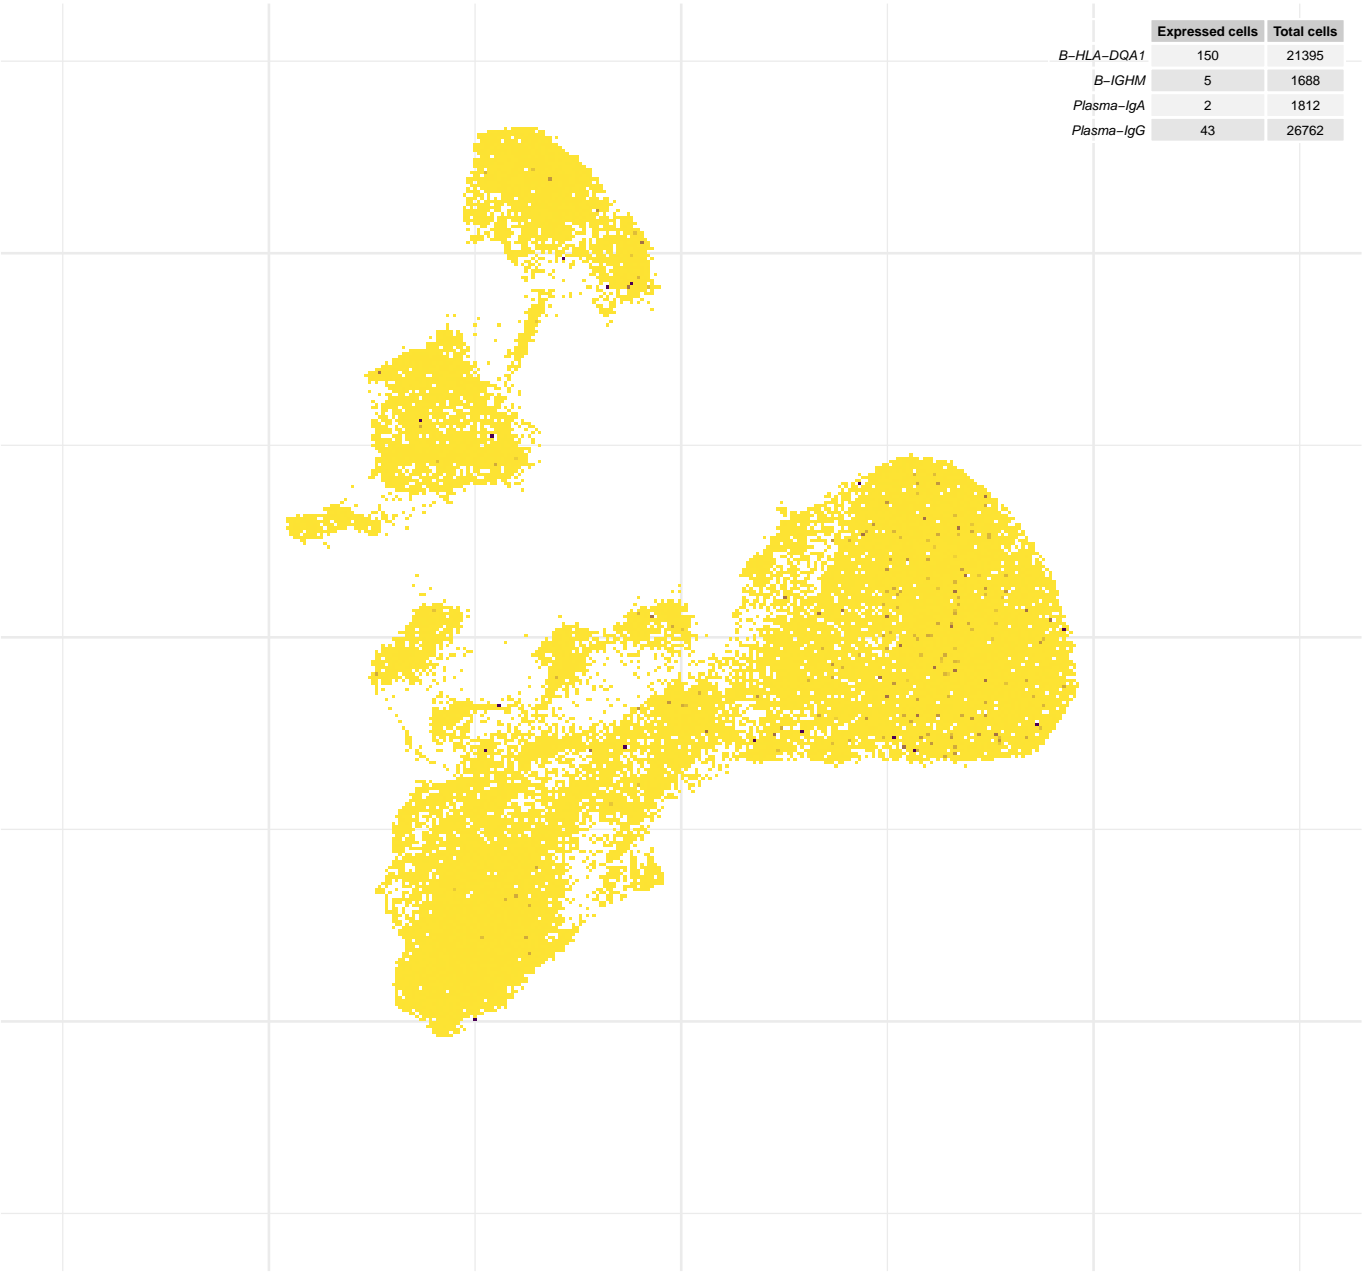 Expressed cells Total cells
B−HLA−DQA1 150 21395
B−IGHM 5 1688
Plasma−IgA 2 1812
Plasma−IgG 43 26762